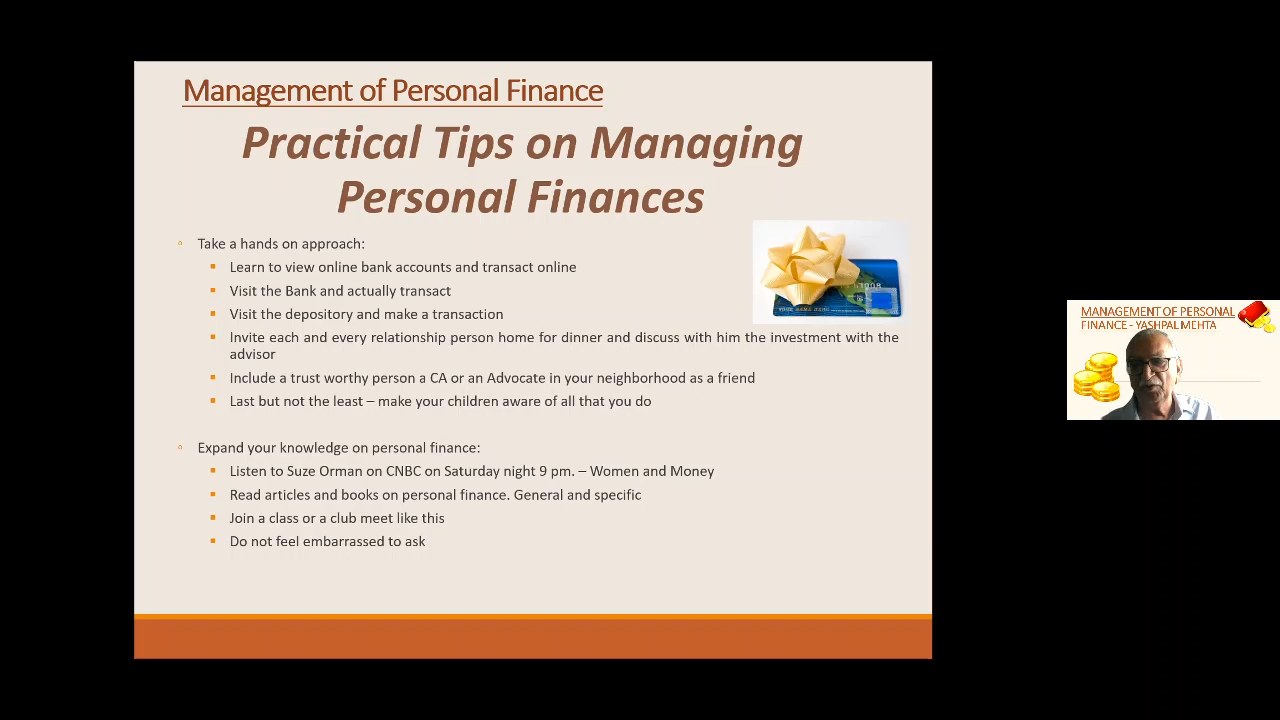 Management of Personal Finance
Practical Tips on Managing
Personal Finances
Take a hands on approach:
Learn to view online bank accounts and transact online
Visit the Bank and actually transact
Visit the depository and make a transaction
Invite each and every relationship person home for dinner and discuss with him the investment with the
advisor
Include a trust worthy person a CA or an Advocate in your neighborhood as a friend
Last but not the least – make your children aware of all that you do
Expand your knowledge on personal finance:
Listen to Suze Orman on CNBC on Saturday night 9 pm. – Women and Money
Read articles and books on personal finance. General and specific
Join a class or a club meet like this
Do not feel embarrassed to ask
MANAGEMENT OF PERSONAL
FINANCE - YASHPAL MEHTA